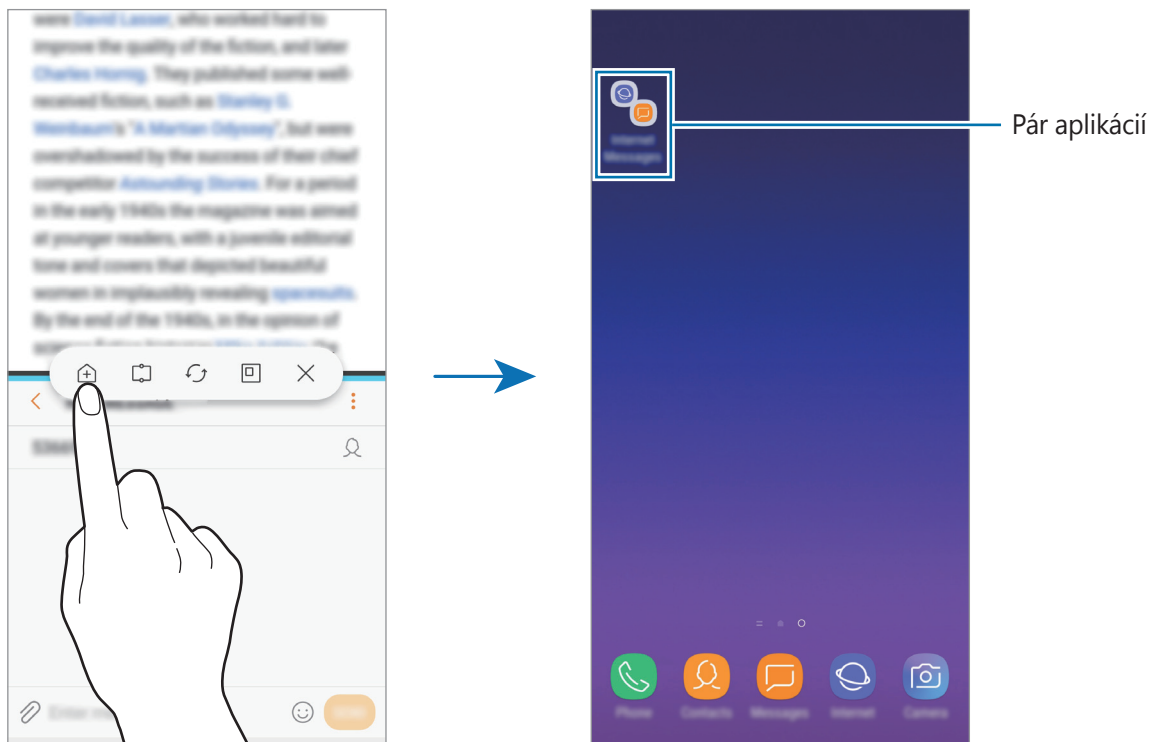 were David Lasser, who worked hard to
improve the quality of the fiction, and later
Charles Hornig. They published some well-
received fiction, such as Stanley G.
Weinbaum's "A Martian Odyssey", but were
overshadowed by the success of their chief
competitor Astounding Stories. For a period
in the early 1940s the magazine was aimed
at younger readers, with a juvenile editorial
tone and covers that depicted beautiful
women in implausibly revealing spacesuits.
By the end of the 1940s, in the opinion of
Internet
Messages
Pár aplikácií
Phone
Contacts
Messages
Internet
Camera